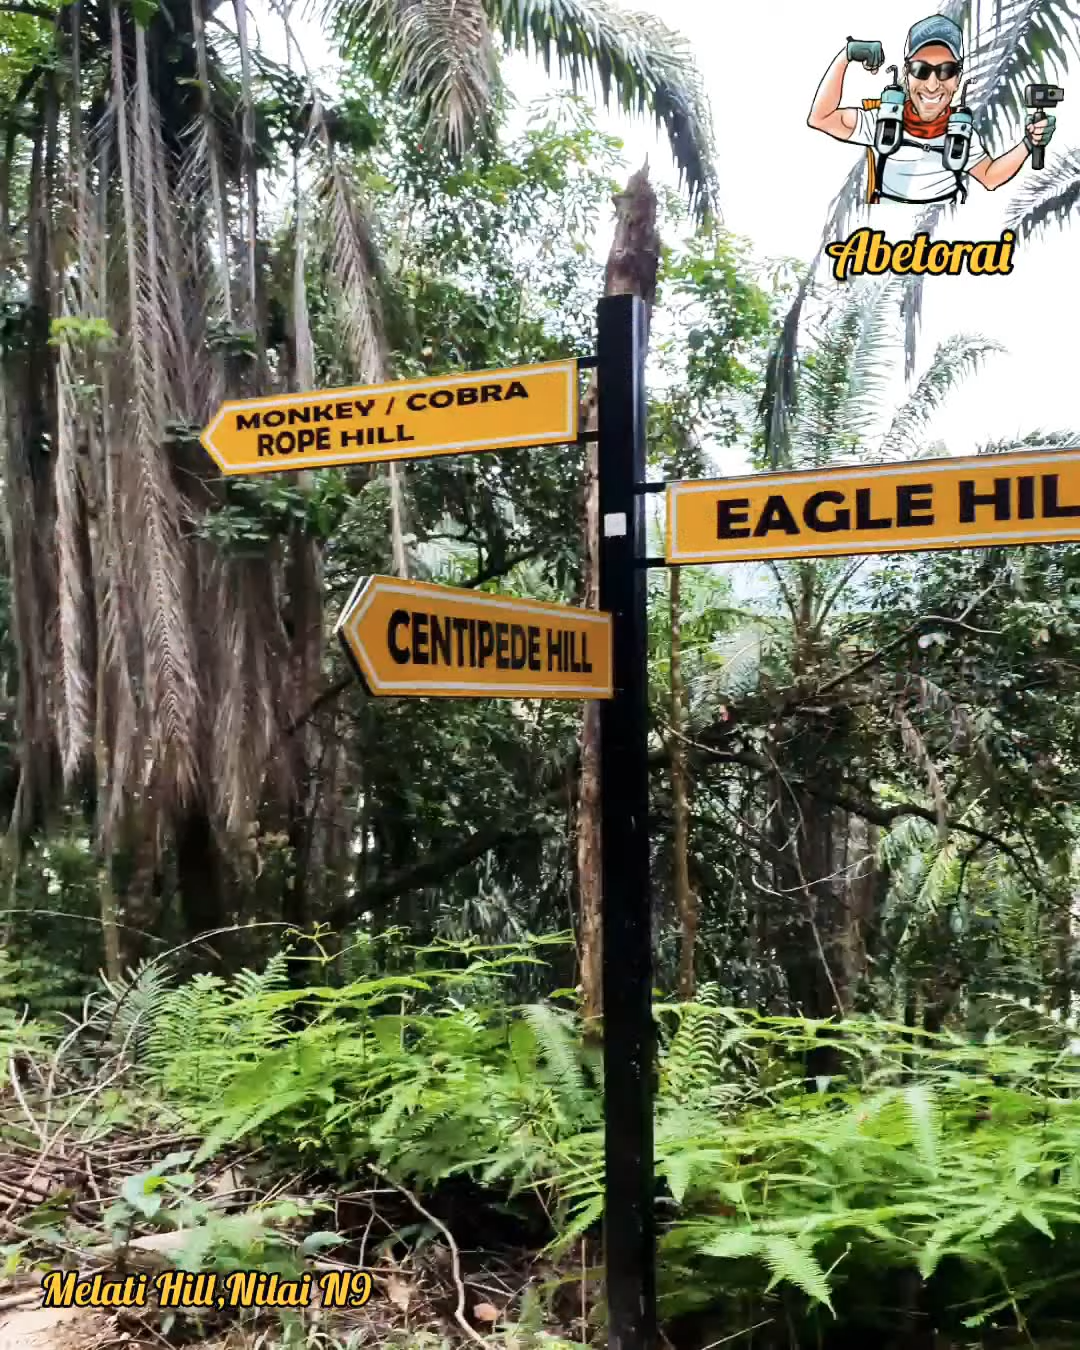 Abetorai
MONKEY / COBRA
ROPE HILL
EAGLE HIL
CENTIPEDE HILL
Melati Hill,Nilai N9